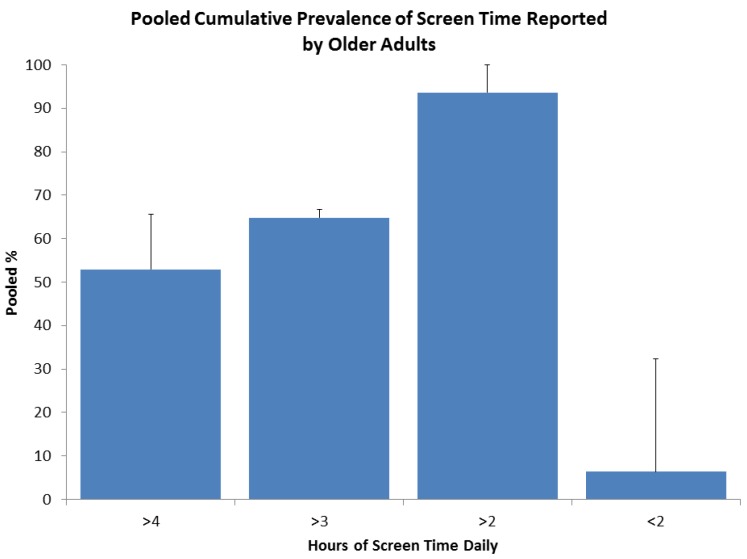 Pooled Cumulative Prevalence of Screen Time Reported
by Older Adults
100
90
80
70
60
50
40
30
20
10
0
Pooled %
>4 >3 >2 <2
Hours of Screen Time Daily